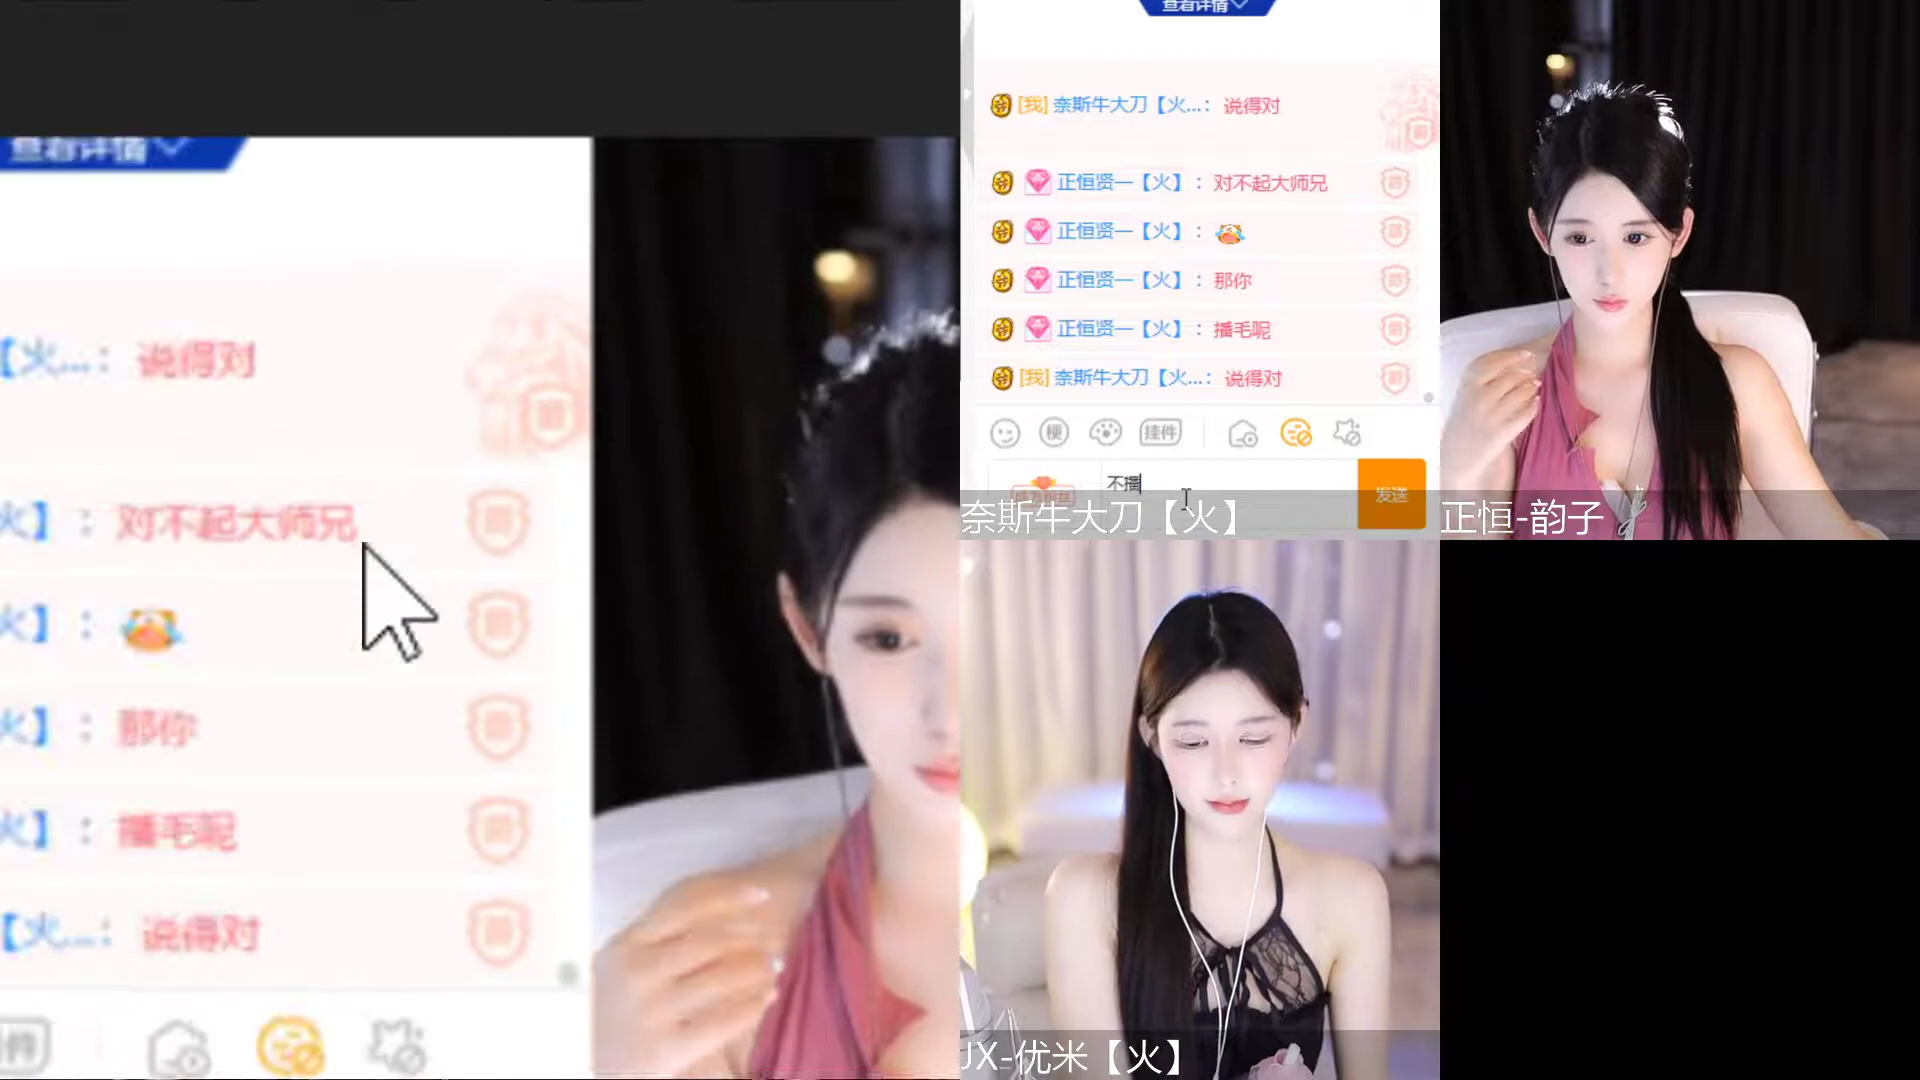 查看详情
【火...： 说得对
火】： 对不起大师兄
火】：
火】： 那你
火】： 播毛呢
【火...： 说得对
件
查看详情
[我] 奈斯牛大刀【火...： 说得对
正恒贤一【火】： 对不起大师兄
正恒贤一【火】：
正恒贤一【火】： 那你
正恒贤一【火】： 播毛呢
[我] 奈斯牛大刀【火...： 说得对
梗 挂件
不播
发送
奈斯牛大刀【火】
正恒-韵子
JX-优米【火】